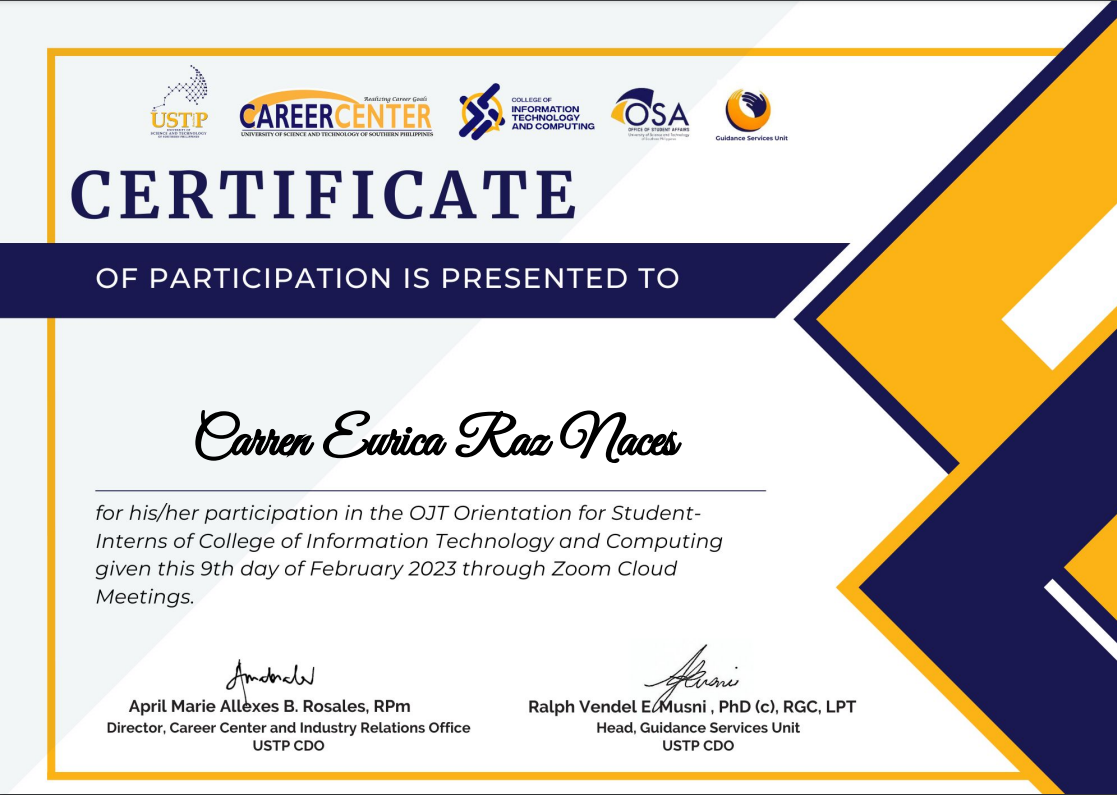 USTP
UNIVERSITY OF
SCIENCE AND TECHNOLOGY
OF SOUTHERN PHILIPPINES
Realizing Career Goals
CAREERCENTER
UNIVERSITY OF SCIENCE AND TECHNOLOGY OF SOUTHERN PHILIPPINES
COLLEGE OF
INFORMATION
TECHNOLOGY
AND COMPUTING
OSA
OFFICE OF STUDENT AFFAIRS
University of Science and Technology
of Southern Philippines
Guidance Services Unit
CERTIFICATE
OF PARTICIPATION IS PRESENTED TO
Carren Eurica Raz Naces
for his/her participation in the OJT Orientation for Student-
Interns of College of Information Technology and Computing
given this 9th day of February 2023 through Zoom Cloud
Meetings.
April Marie Allexes B. Rosales, RPm
Director, Career Center and Industry Relations Office
USTP CDO
Ralph Vendel E. Musni , PhD (c), RGC, LPT
Head, Guidance Services Unit
USTP CDO